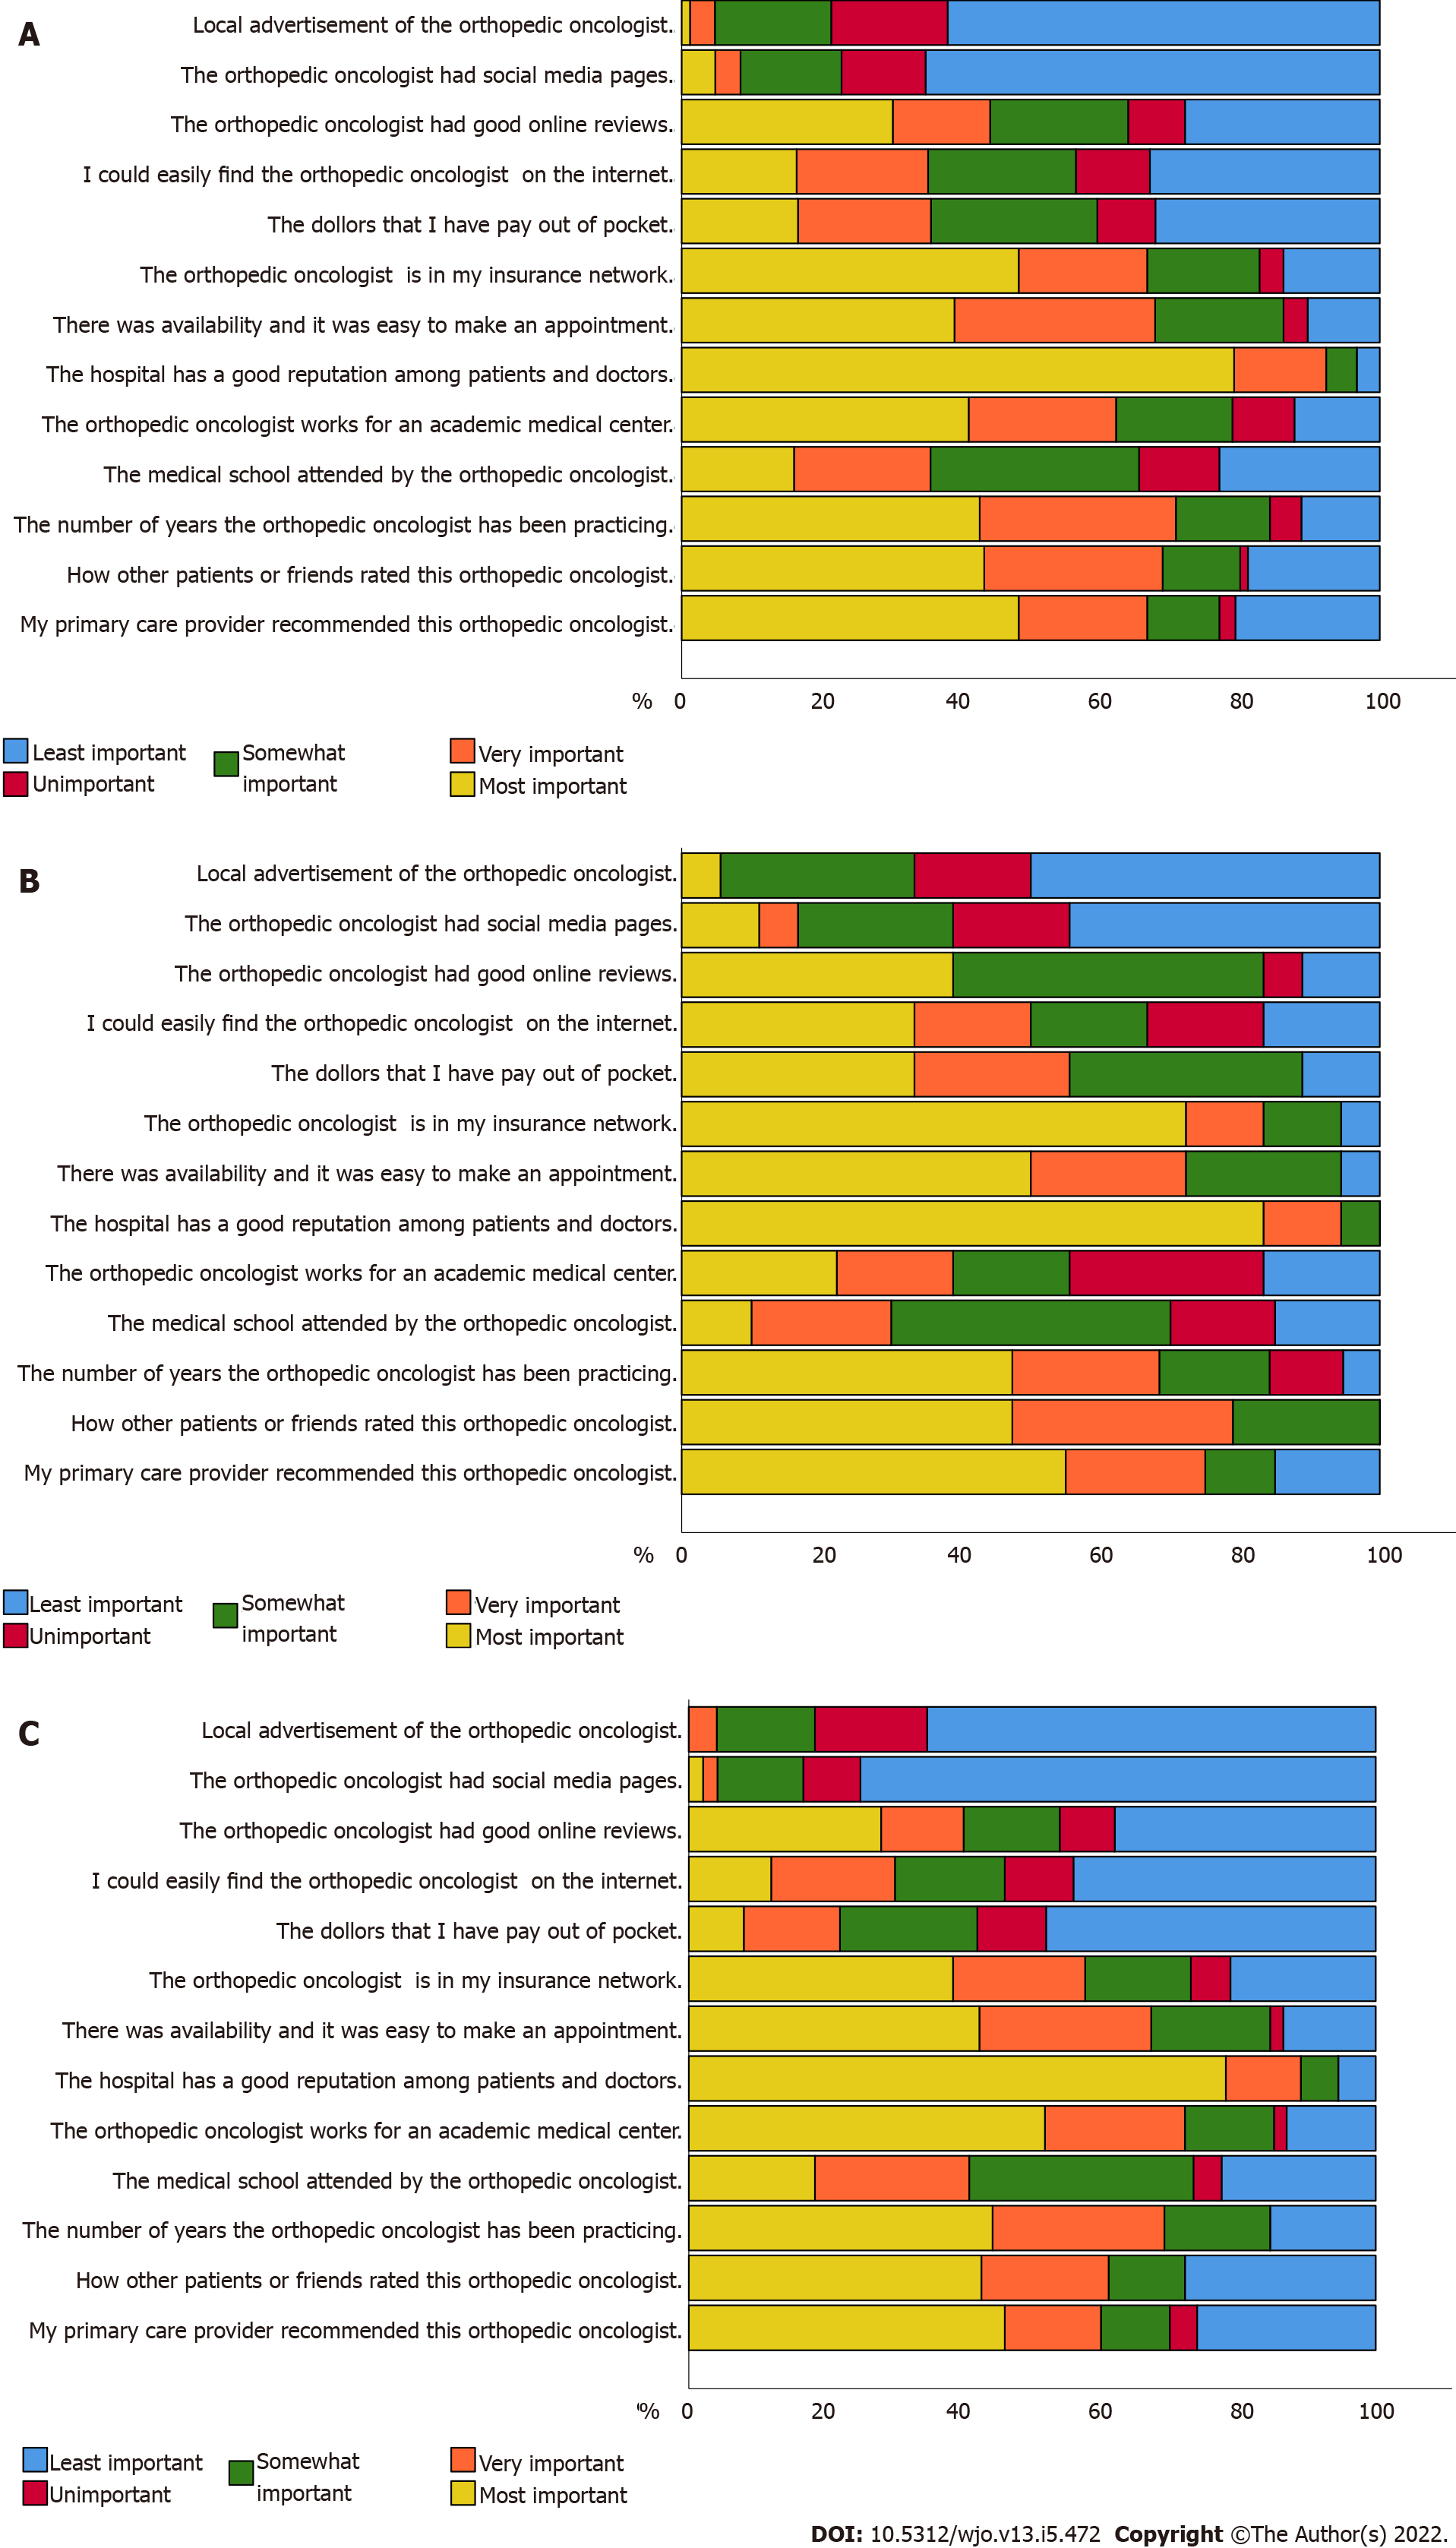 A
Local advertisement of the orthopedic oncologist.
The orthopedic oncologist had social media pages.
The orthopedic oncologist had good online reviews.
I could easily find the orthopedic oncologist  on the internet.
The dollors that I have pay out of pocket.
The orthopedic oncologist  is in my insurance network.
There was availability and it was easy to make an appointment.
The hospital has a good reputation among patients and doctors.
The orthopedic oncologist works for an academic medical center.
The medical school attended by the orthopedic oncologist.
The number of years the orthopedic oncologist has been practicing.
How other patients or friends rated this orthopedic oncologist.
My primary care provider recommended this orthopedic oncologist.
% 0 20 40 60 80 100
Least important
Unimportant
Somewhat
important
Very important
Most important
B
Local advertisement of the orthopedic oncologist.
The orthopedic oncologist had social media pages.
The orthopedic oncologist had good online reviews.
I could easily find the orthopedic oncologist  on the internet.
The dollors that I have pay out of pocket.
The orthopedic oncologist  is in my insurance network.
There was availability and it was easy to make an appointment.
The hospital has a good reputation among patients and doctors.
The orthopedic oncologist works for an academic medical center.
The medical school attended by the orthopedic oncologist.
The number of years the orthopedic oncologist has been practicing.
How other patients or friends rated this orthopedic oncologist.
My primary care provider recommended this orthopedic oncologist.
% 0 20 40 60 80 100
Least important
Unimportant
Somewhat
important
Very important
Most important
C
Local advertisement of the orthopedic oncologist.
The orthopedic oncologist had social media pages.
The orthopedic oncologist had good online reviews.
I could easily find the orthopedic oncologist  on the internet.
The dollors that I have pay out of pocket.
The orthopedic oncologist  is in my insurance network.
There was availability and it was easy to make an appointment.
The hospital has a good reputation among patients and doctors.
The orthopedic oncologist works for an academic medical center.
The medical school attended by the orthopedic oncologist.
The number of years the orthopedic oncologist has been practicing.
How other patients or friends rated this orthopedic oncologist.
My primary care provider recommended this orthopedic oncologist.
% 0 20 40 60 80 100
Least important
Unimportant
Somewhat
important
Very important
Most important
DOI: 10.5312/wjo.v13.i5.472 Copyright ©The Author(s) 2022.